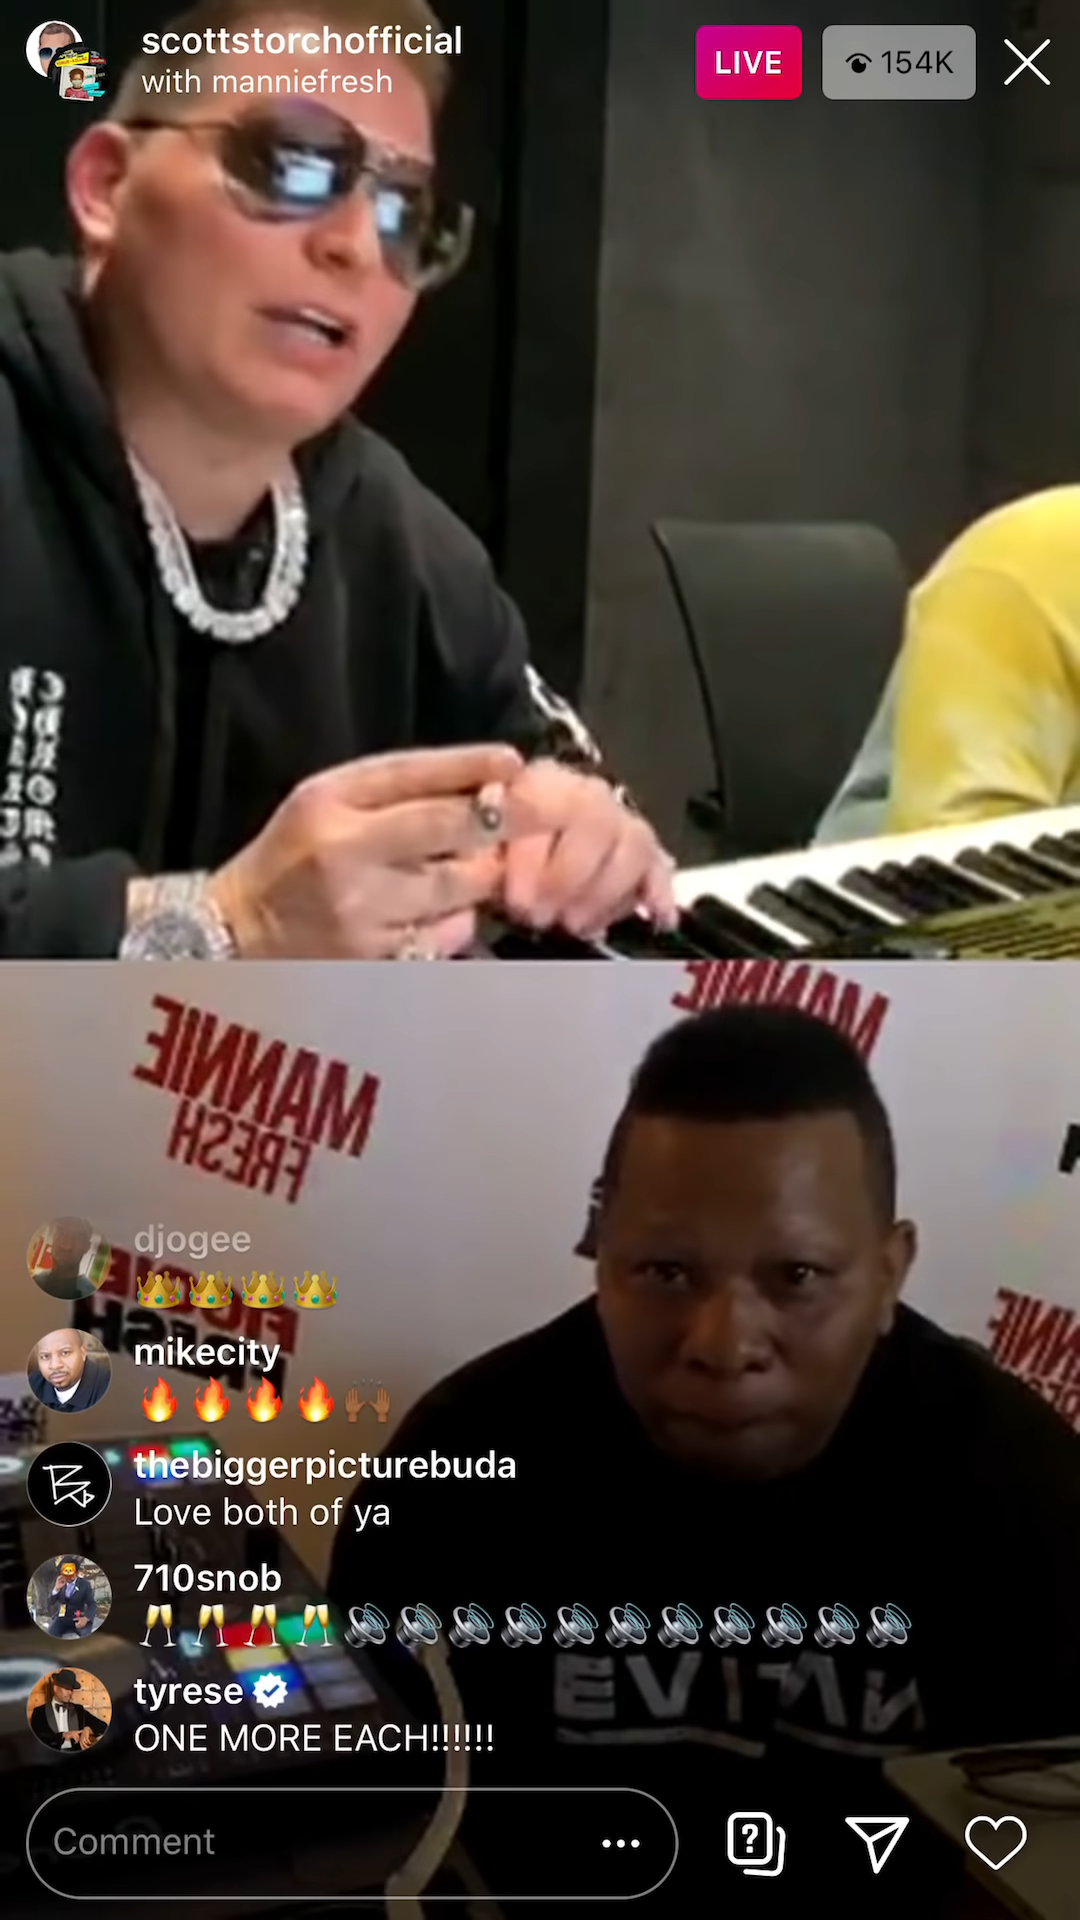 scottstorchofficial
with manniefresh
LIVE
154K
MANNIE
FRESH
MANNIE
djogee
👑👑👑👑
mikecity
🔥🔥🔥🔥🙌🏾
thebiggerpicturebuda
Love both of ya
710snob
🥂🥂🥂🥂🔊🔊🔊🔊🔊🔊🔊🔊🔊🔊🔊
tyrese
ONE MORE EACH!!!!!!
Comment